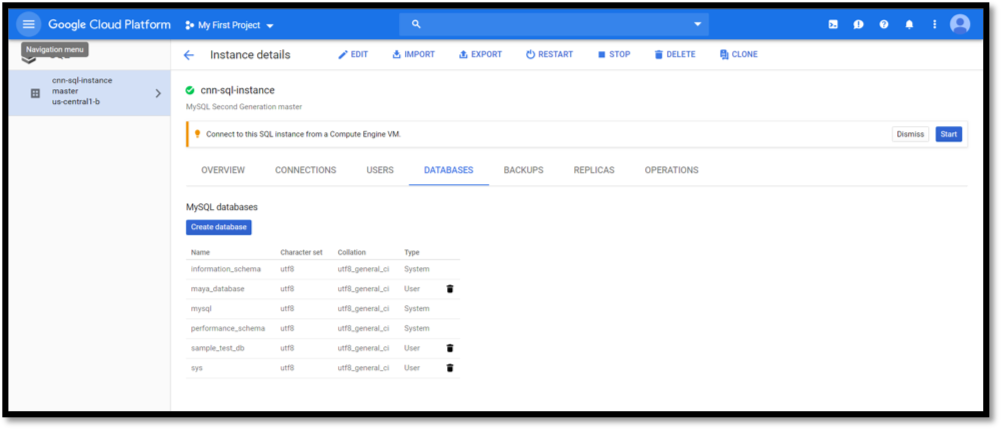 Google Cloud Platform
My First Project
Navigation menu
Instance details
EDIT
IMPORT
EXPORT
RESTART
STOP
DELETE
CLONE
cnn-sql-instance
master
us-central1-b
cnn-sql-instance
MySQL Second Generation master
Connect to this SQL instance from a Compute Engine VM.
Dismiss
Start
OVERVIEW
CONNECTIONS
USERS
DATABASES
BACKUPS
REPLICAS
OPERATIONS
MySQL databases
Create database
Name Character set Collation Type
information_schema utf8 utf8_general_ci System
maya_database utf8 utf8_general_ci User
mysql utf8 utf8_general_ci System
performance_schema utf8 utf8_general_ci System
sample_test_db utf8 utf8_general_ci User
sys utf8 utf8_general_ci User